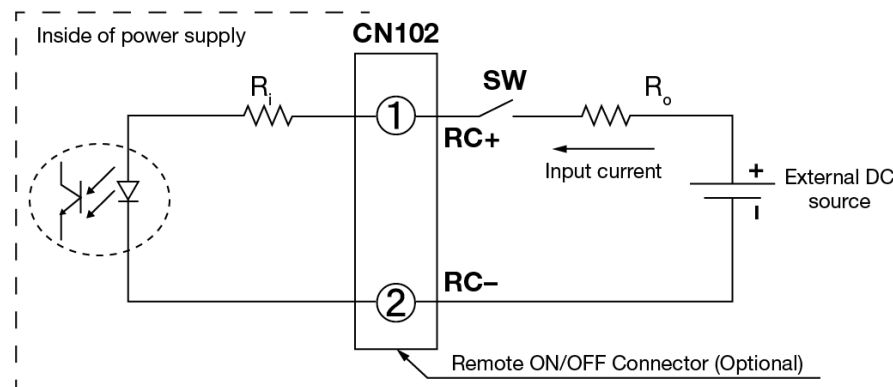 Inside of power supply
CN102
R i
①
SW
R o
RC+
Input current
+
External DC
source
−
RC−
②
Remote ON/OFF Connector (Optional)